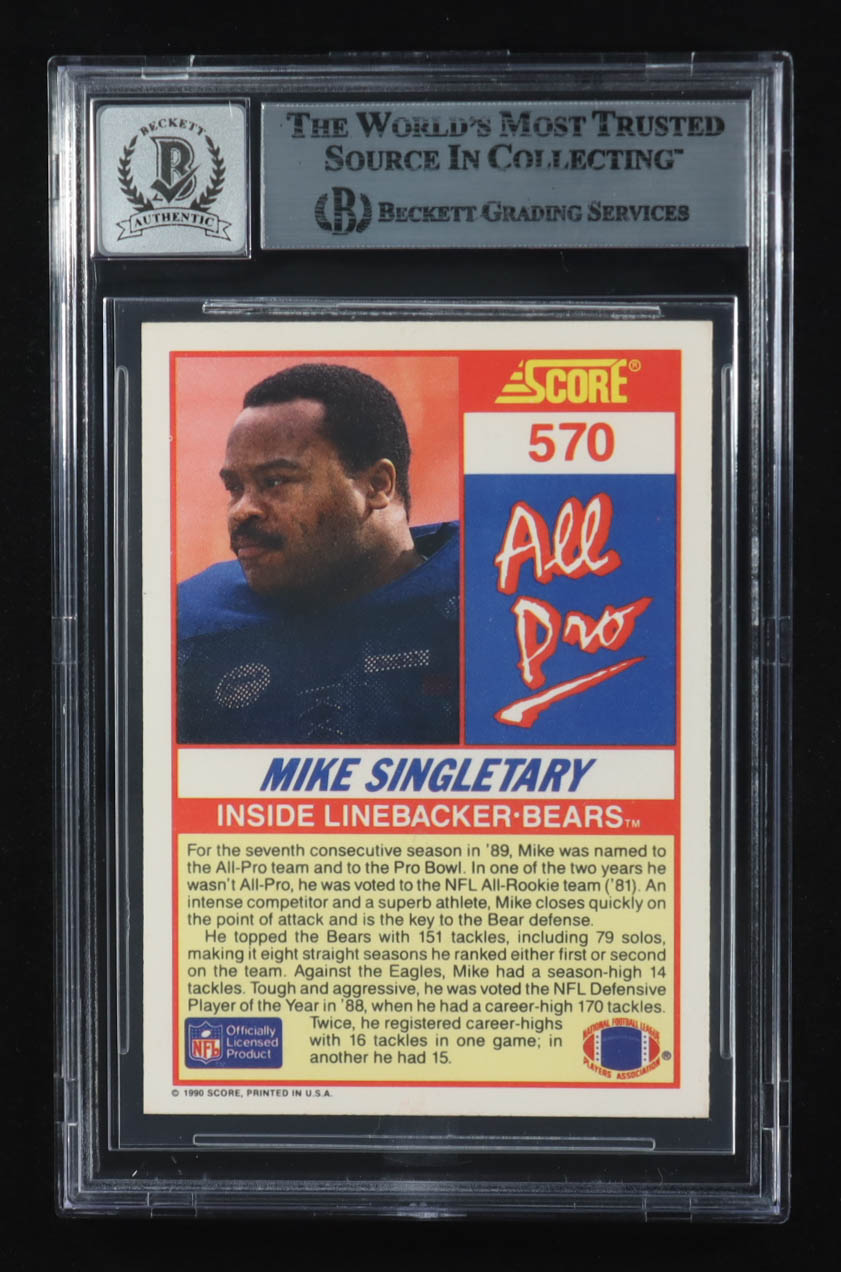 BECKETT
B
AUTHENTIC
THE WORLD'S MOST TRUSTED
SOURCE IN COLLECTING™
B BECKETT GRADING SERVICES
SCORE®
570
All
Pro
MIKE SINGLETARY
INSIDE LINEBACKER·BEARS™
For the seventh consecutive season in '89, Mike was named to
the All-Pro team and to the Pro Bowl. In one of the two years he
wasn't All-Pro, he was voted to the NFL All-Rookie team ('81). An
intense competitor and a superb athlete, Mike closes quickly on
the point of attack and is the key to the Bear defense.
He topped the Bears with 151 tackles, including 79 solos,
making it eight straight seasons he ranked either first or second
on the team. Against the Eagles, Mike had a season-high 14
tackles. Tough and aggressive, he was voted the NFL Defensive
Player of the Year in '88, when he had a career-high 170 tackles.
Twice, he registered career-highs
with 16 tackles in one game; in
another he had 15.
NFL
Officially
Licensed
Product
NATIONAL FOOTBALL LEAGUE
PLAYERS ASSOCIATION
®
© 1990 SCORE, PRINTED IN U.S.A.